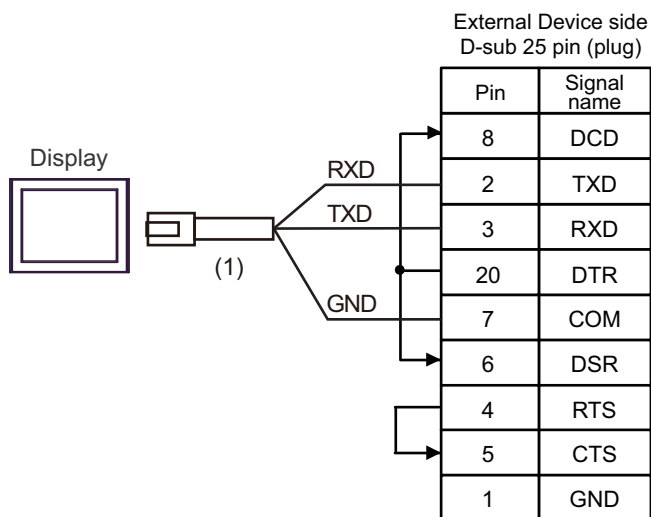 External Device side
D-sub 25 pin (plug)
Pin Signal name
8 DCD
Display
RXD
2 TXD
TXD
3 RXD
(1)
20 DTR
GND
7 COM
6 DSR
4 RTS
5 CTS
1 GND